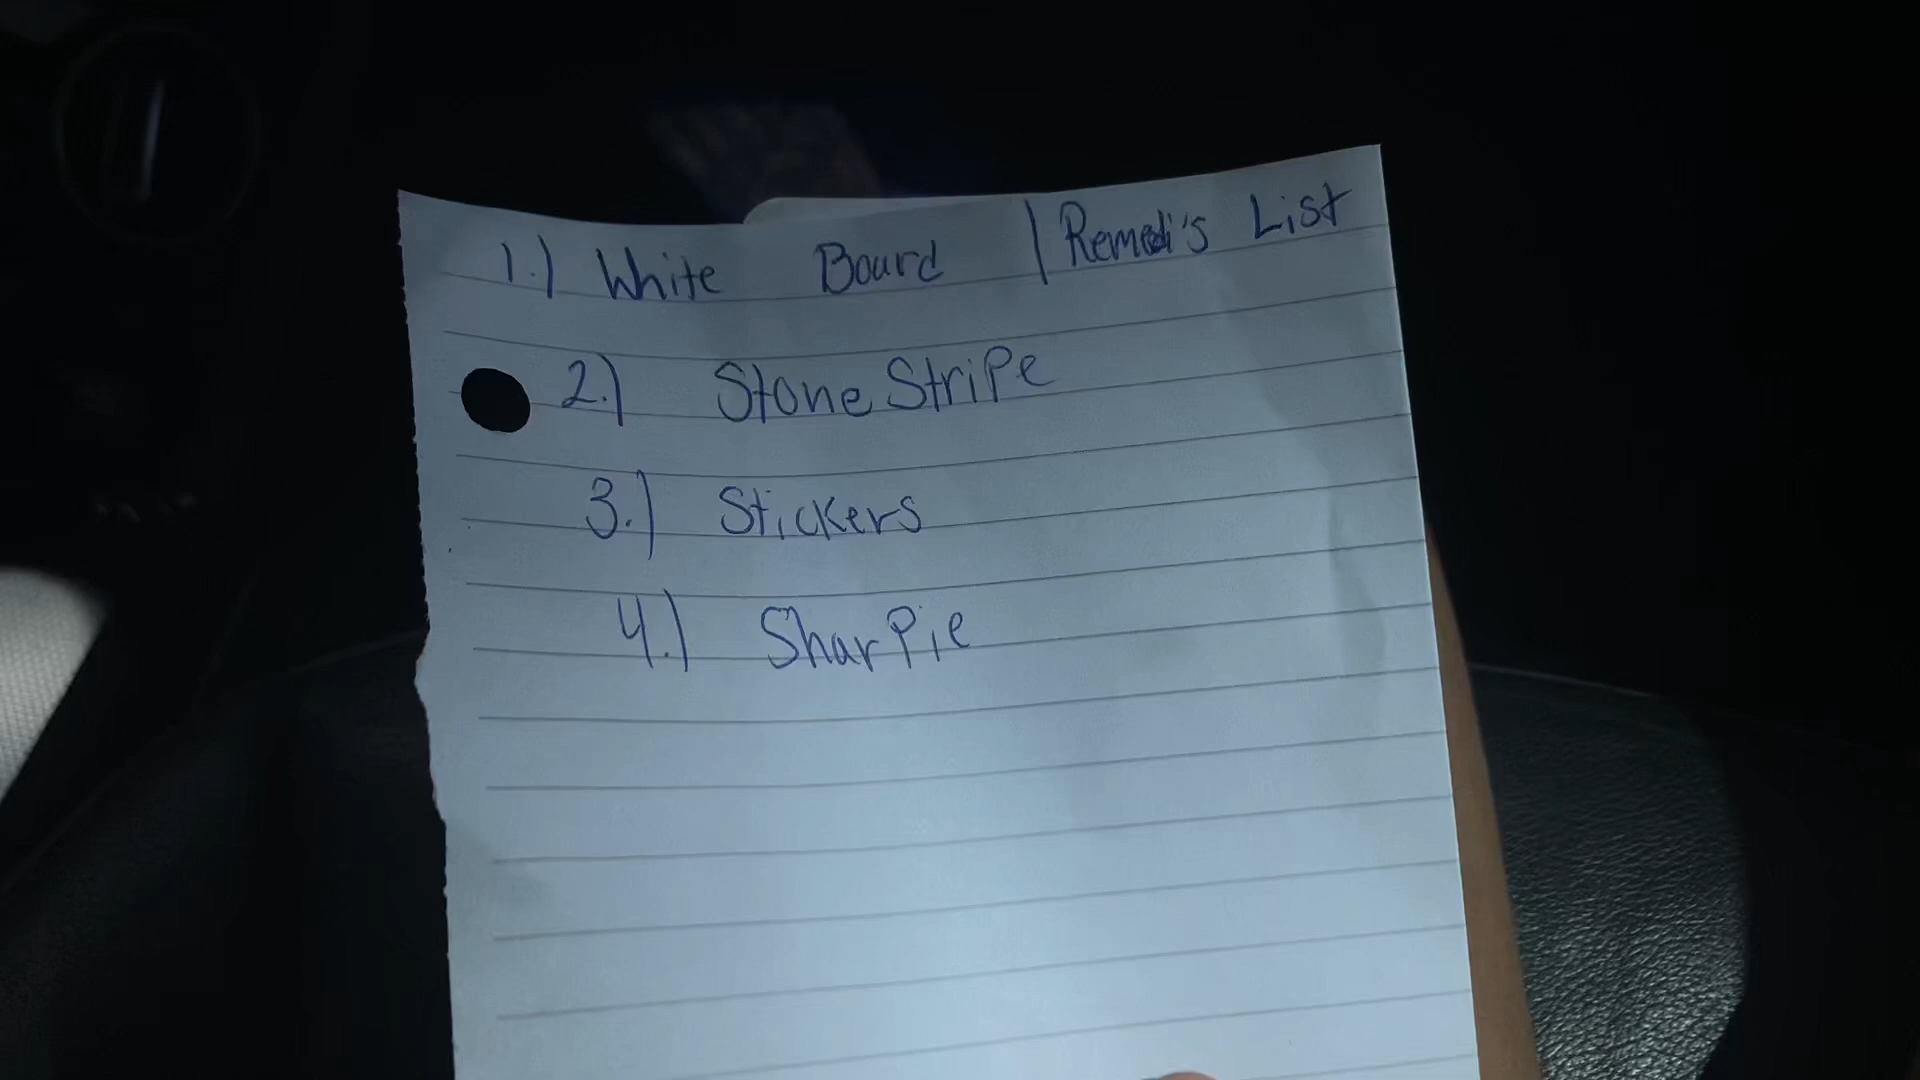 1.) White Board | Remedi's List
2.) Stone Stripe
3.) Stickers
4.) SharPie